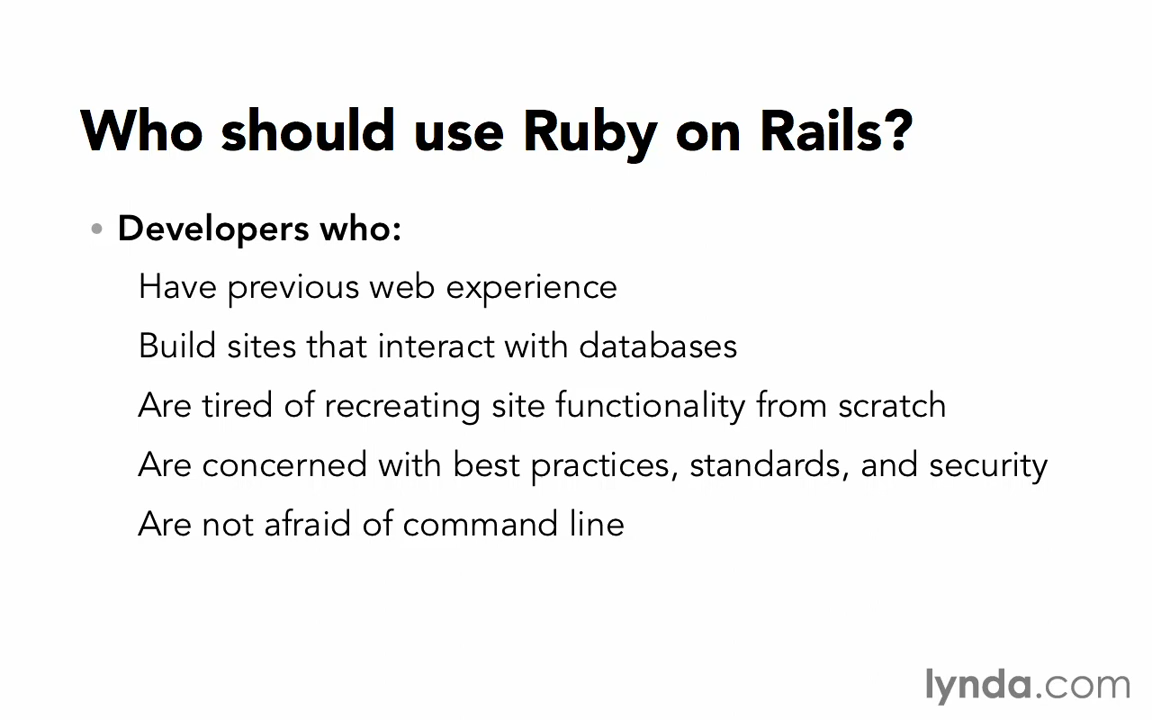 Who should use Ruby on Rails?
• Developers who:
Have previous web experience
Build sites that interact with databases
Are tired of recreating site functionality from scratch
Are concerned with best practices, standards, and security
Are not afraid of command line
lynda.com